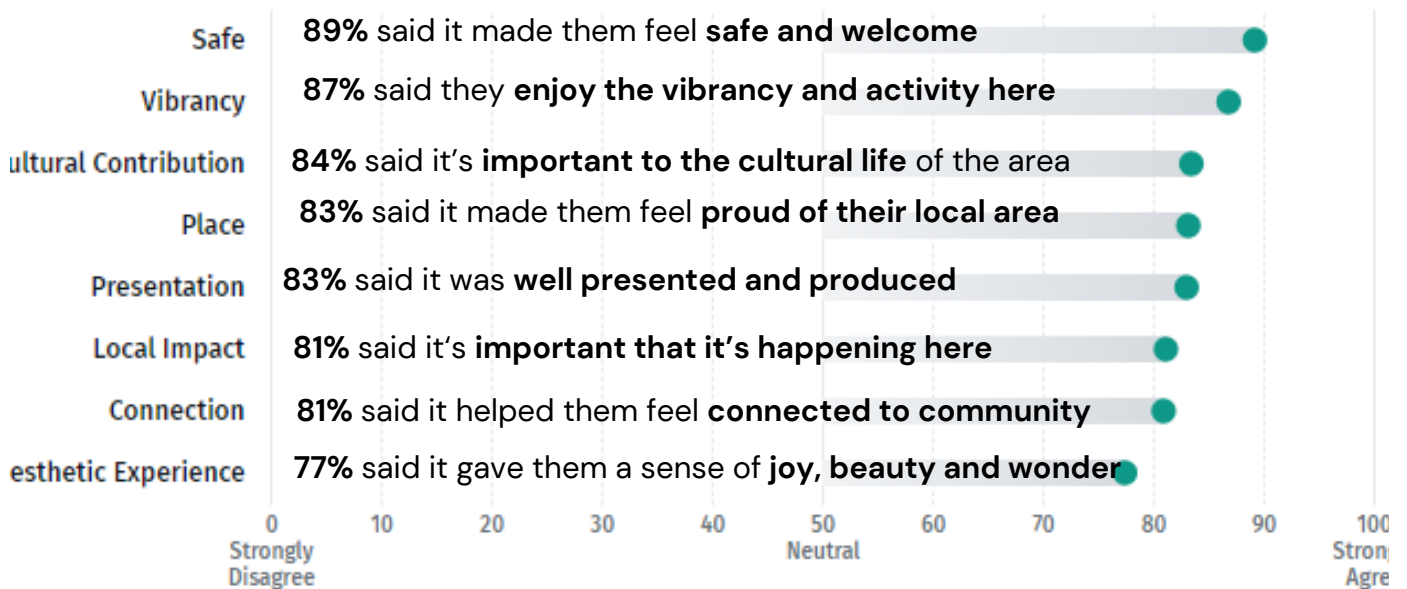 Safe 89% said it made them feel safe and welcome
Vibrancy 87% said they enjoy the vibrancy and activity here
ultural Contribution 84% said it’s important to the cultural life of the area
Place 83% said it made them feel proud of their local area
Presentation 83% said it was well presented and produced
Local Impact 81% said it’s important that it’s happening here
Connection 81% said it helped them feel connected to community
esthetic Experience 77% said it gave them a sense of joy, beauty and wonder
0 10 20 30 40 50 60 70 80 90 100
Strongly Neutral Strong
Disagree Agre